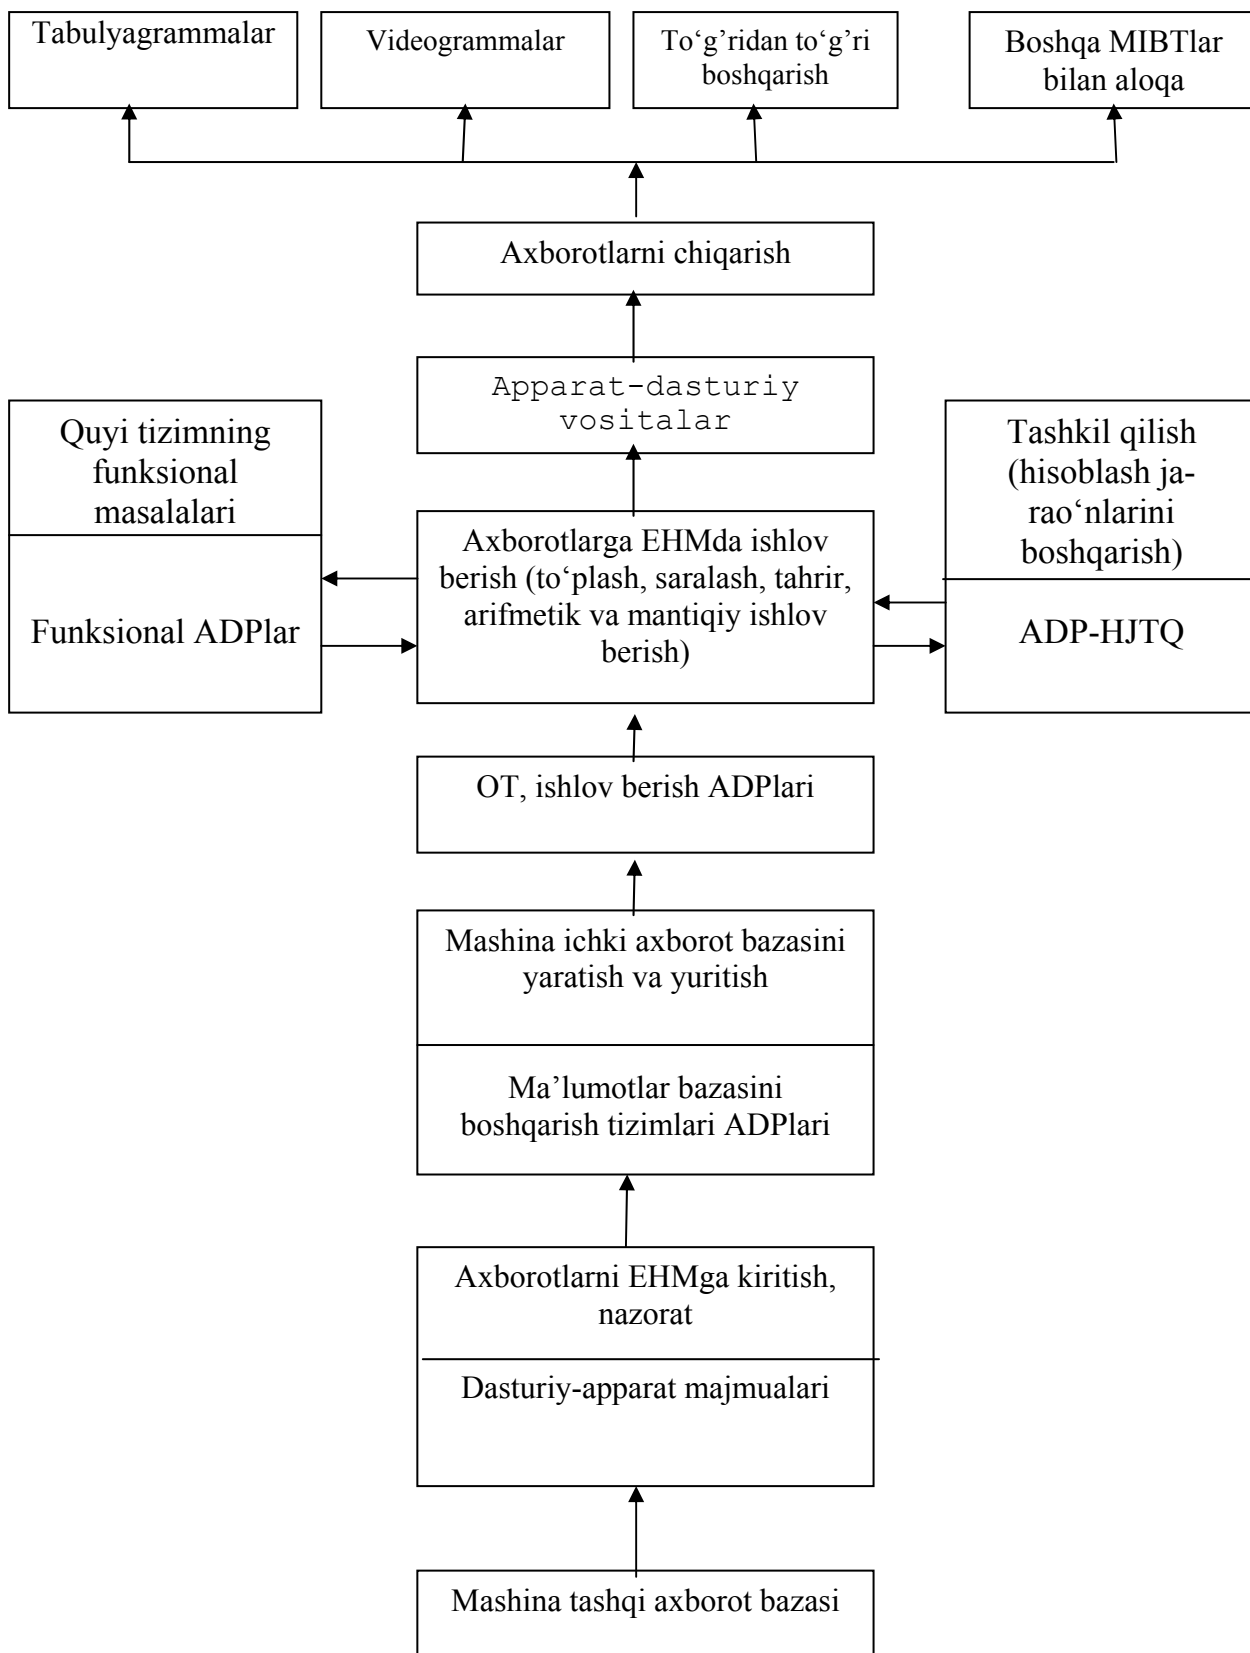 Tabulyagrammalar
Videogrammalar
To‘g’ridan to‘g’ri
boshqarish
Boshqa MIBTlar
bilan aloqa
Axborotlarni chiqarish
Apparat-dasturiy
vositalar
Quyi tizimning
funksional
masalalari
Funksional ADPlar
Axborotlarga EHMda ishlov
berish (to‘plash, saralash, tahrir,
arifmetik va mantiqiy ishlov
berish)
Tashkil qilish
(hisoblash ja-
rao‘nlarini
boshqarish)
ADP-HJTQ
OT, ishlov berish ADPlari
Mashina ichki axborot bazasini
yaratish va yuritish
Ma’lumotlar bazasini
boshqarish tizimlari ADPlari
Axborotlarni EHMga kiritish,
nazorat
Dasturiy-apparat majmualari
Mashina tashqi axborot bazasi